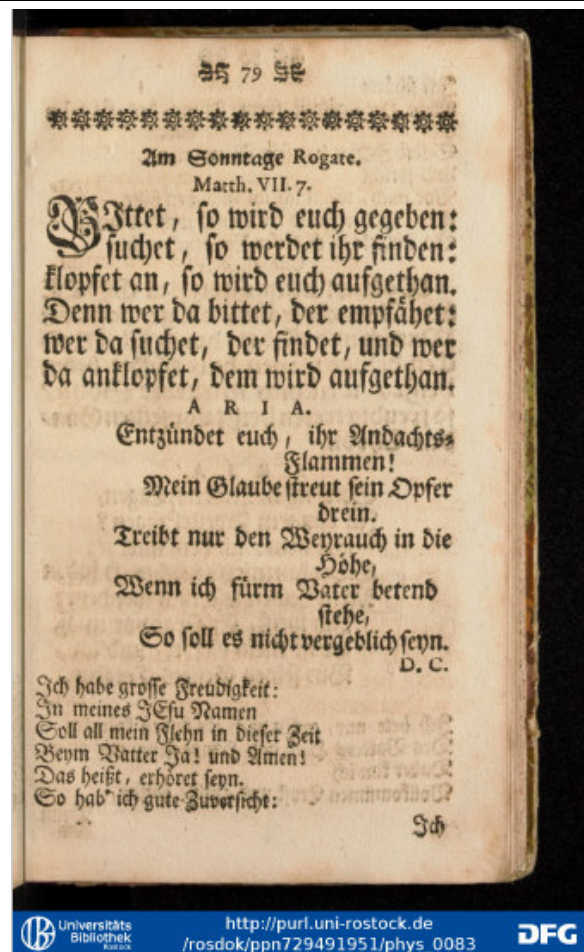 79
Am Sonntage Rogate.
Matth. VII. 7.
BIttet, so wird euch gegeben:
suchet, so werdet ihr finden:
klopfet an, so wird euch aufgethan.
Denn wer da bittet, der empfähet:
wer da suchet, der findet, und wer
da anklopfet, dem wird aufgethan.
ARIA.
Entzündet euch, ihr Andachts-
Flammen!
Mein Glaube streut sein Opfer
drein.
Treibt nur den Weyrauch in die
Höhe,
Wenn ich fürm Vater betend
stehe,
So soll es nicht vergeblich seyn.
D. C.
Ich habe grosse Freudigkeit:
In meines JEsu Namen
Soll all mein Flehn in dieser Zeit
Beym Vatter Ja! und Amen!
Das heißt, erhöret seyn.
So hab' ich gute Zuversicht:
Ich
Universitäts
Bibliothek
Rostock
http://purl.uni-rostock.de
/rosdok/ppn729491951/phys_0083
DFG